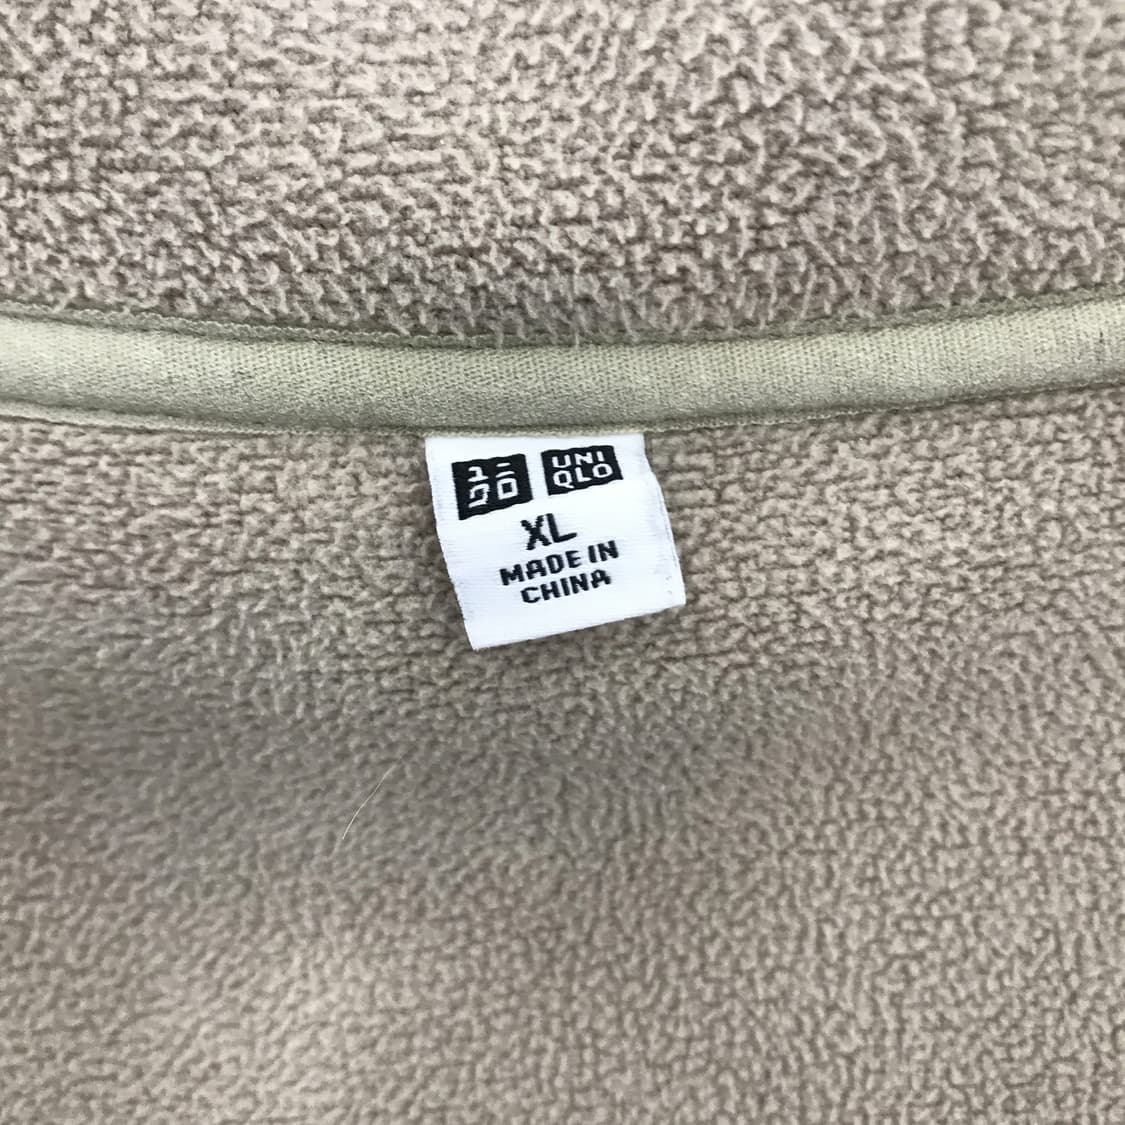 ユニ UNI
クロ QLO
XL
MADE IN
CHINA